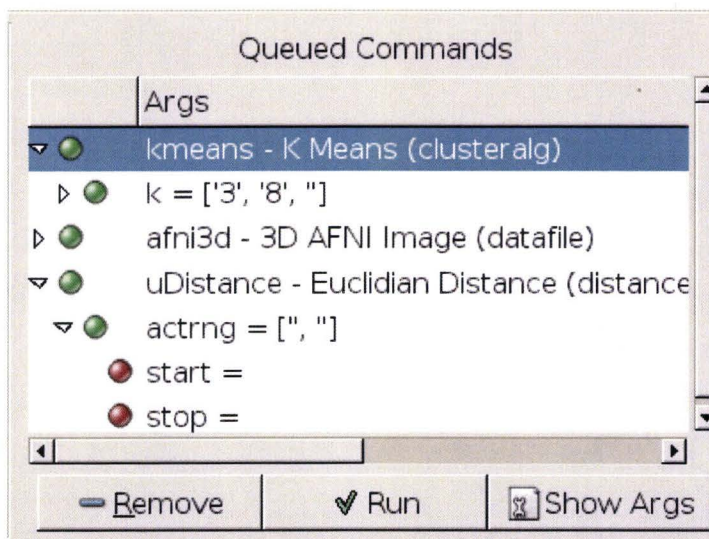 Queued Commands
Args
kmeans - K Means (clusteralg)
k = ['3', '8', '']
afni3d - 3D AFNI Image (datafile)
uDistance - Euclidian Distance (distance
actrng = ['', '']
start =
stop =
Remove
Run
Show Args